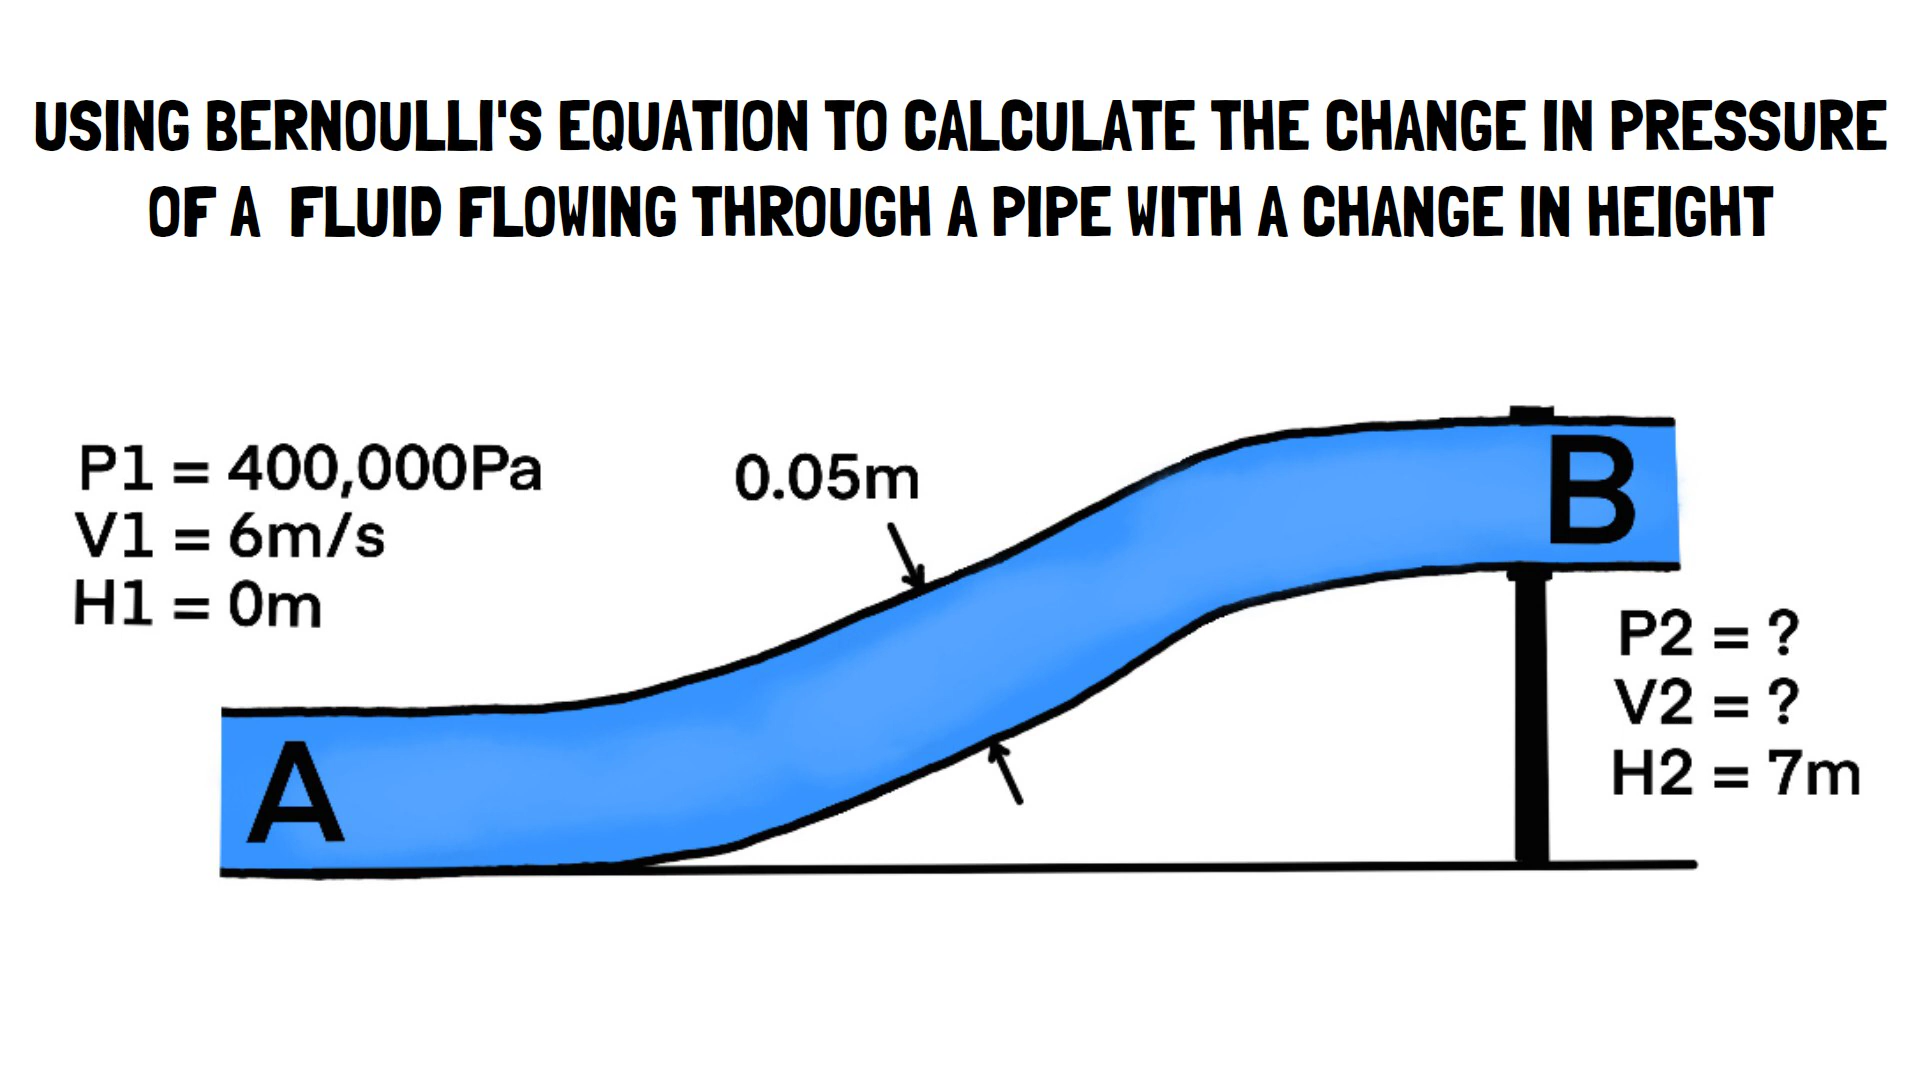 USING BERNOULLI'S EQUATION TO CALCULATE THE CHANGE IN PRESSURE
OF A FLUID FLOWING THROUGH A PIPE WITH A CHANGE IN HEIGHT
P1 = 400,000Pa
V1 = 6m/s
H1 = 0m
0.05m
A
B
P2 = ?
V2 = ?
H2 = 7m